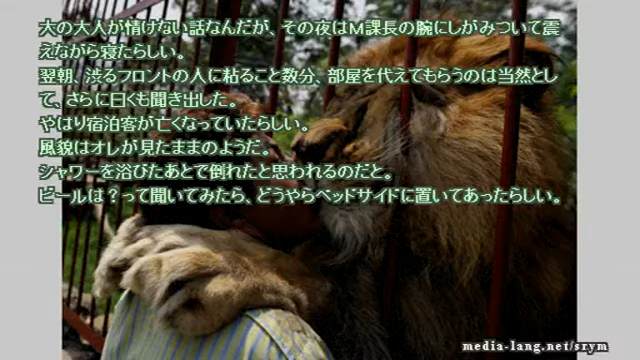 大の大人が情けない話なんだが、その夜はＭ課長の腕にしがみついて震
えながら寝たらしい。
翌朝、渋るフロントの人に粘ること数分、部屋を代えてもらうのは当然とし
て、さらに曰くも聞き出した。
やはり宿泊客が亡くなっていたらしい。
風貌はオレが見たままのようだ。
シャワーを浴びたあとで倒れたと思われるのだと。
ビールは？って聞いてみたら、どうやらベッドサイドに置いてあったらしい。
media-lang.net/srym